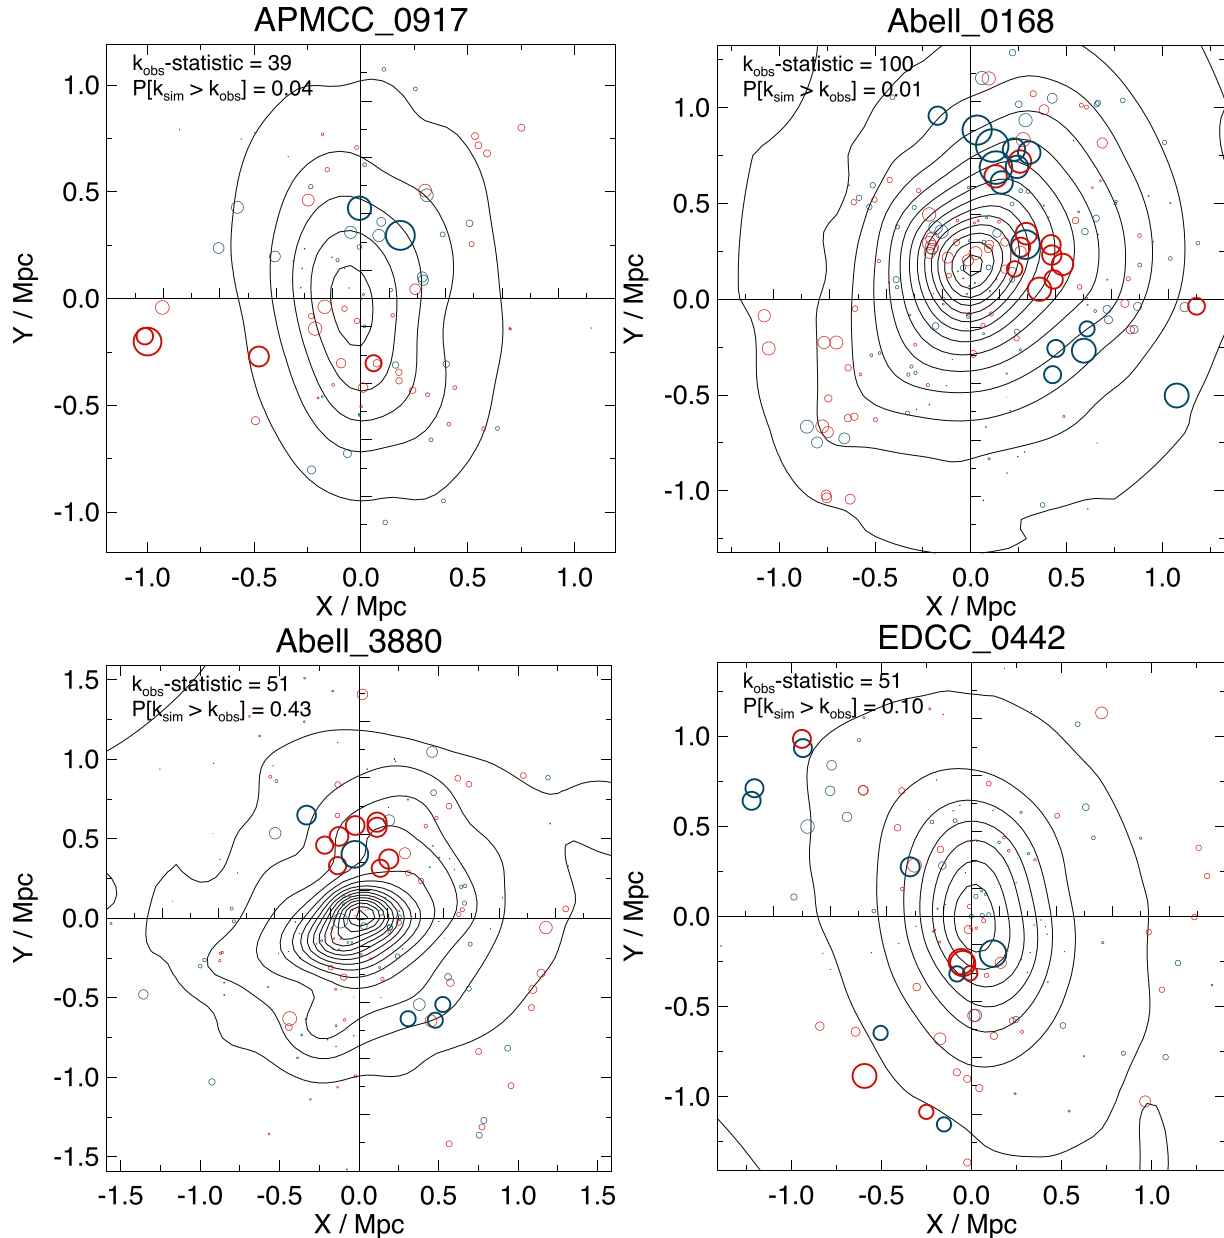 APMCC_0917
k_obs-statistic = 39
P[k_sim > k_obs] = 0.04
1.0
0.5
0.0
-0.5
-1.0
Y / Mpc
-1.0 -0.5 0.0 0.5 1.0
X / Mpc
Abell_0168
k_obs-statistic = 100
P[k_sim > k_obs] = 0.01
1.0
0.5
0.0
-0.5
-1.0
Y / Mpc
-1.0 -0.5 0.0 0.5 1.0
X / Mpc
Abell_3880
k_obs-statistic = 51
P[k_sim > k_obs] = 0.43
1.5
1.0
0.5
0.0
-0.5
-1.0
-1.5
Y / Mpc
-1.5 -1.0 -0.5 0.0 0.5 1.0 1.5
X / Mpc
EDCC_0442
k_obs-statistic = 51
P[k_sim > k_obs] = 0.10
1.0
0.5
0.0
-0.5
-1.0
Y / Mpc
-1.0 -0.5 0.0 0.5 1.0
X / Mpc